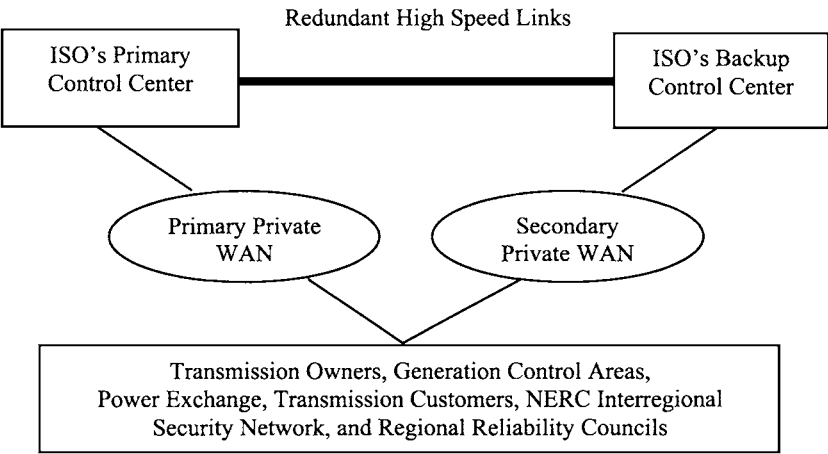 Redundant High Speed Links
ISO's Primary
Control Center
ISO's Backup
Control Center
Primary Private
WAN
Secondary
Private WAN
Transmission Owners, Generation Control Areas,
Power Exchange, Transmission Customers, NERC Interregional
Security Network, and Regional Reliability Councils